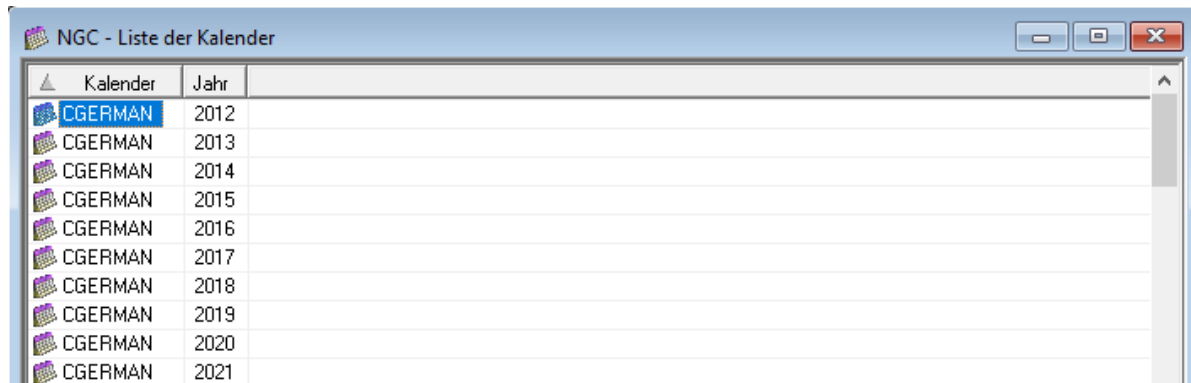 NGC - Liste der Kalender
Kalender Jahr
CGERMAN 2012
CGERMAN 2013
CGERMAN 2014
CGERMAN 2015
CGERMAN 2016
CGERMAN 2017
CGERMAN 2018
CGERMAN 2019
CGERMAN 2020
CGERMAN 2021